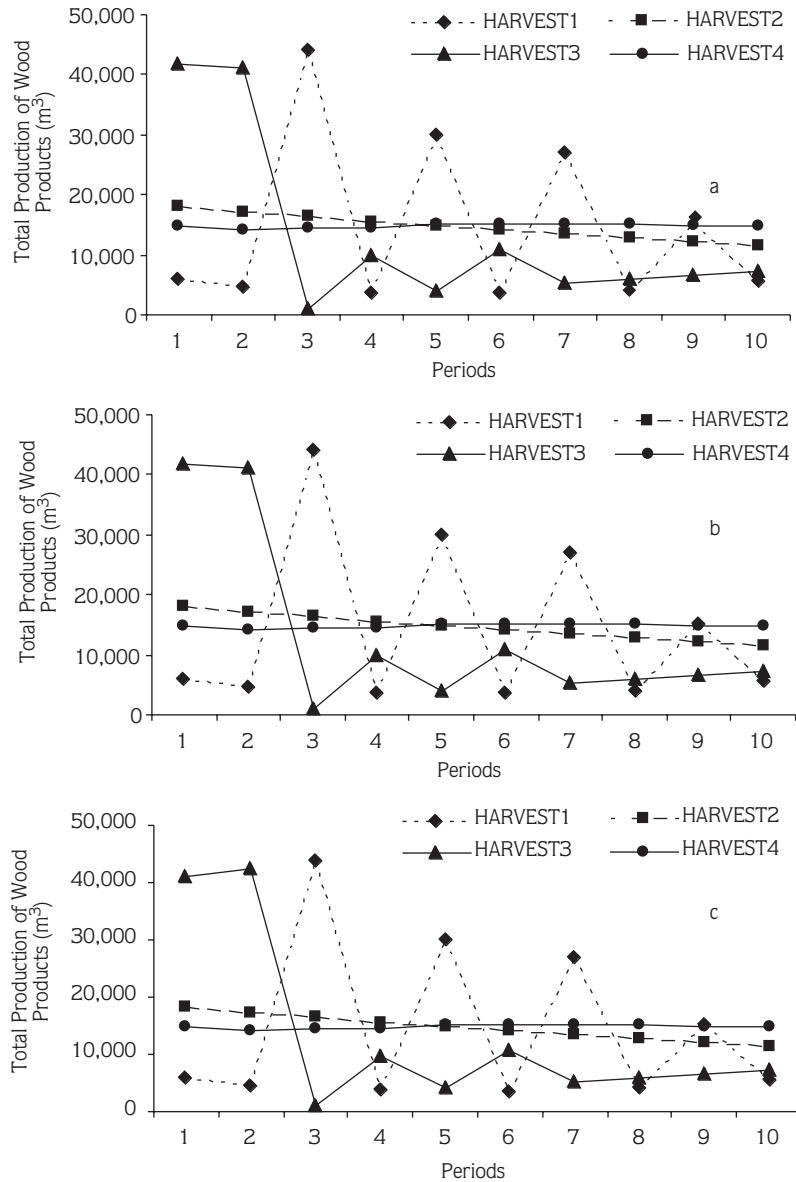 Total Production of Wood
Products (m³)
50,000
40,000
30,000
20,000
10,000
0
HARVEST1 HARVEST2
HARVEST3 HARVEST4
a
1 2 3 4 5 6 7 8 9 10
Periods
Total Production of Wood
Products (m³)
50,000
40,000
30,000
20,000
10,000
0
HARVEST1 HARVEST2
HARVEST3 HARVEST4
b
1 2 3 4 5 6 7 8 9 10
Periods
Total Production of Wood
Products (m³)
50,000
40,000
30,000
20,000
10,000
0
HARVEST1 HARVEST2
HARVEST3 HARVEST4
c
1 2 3 4 5 6 7 8 9 10
Periods